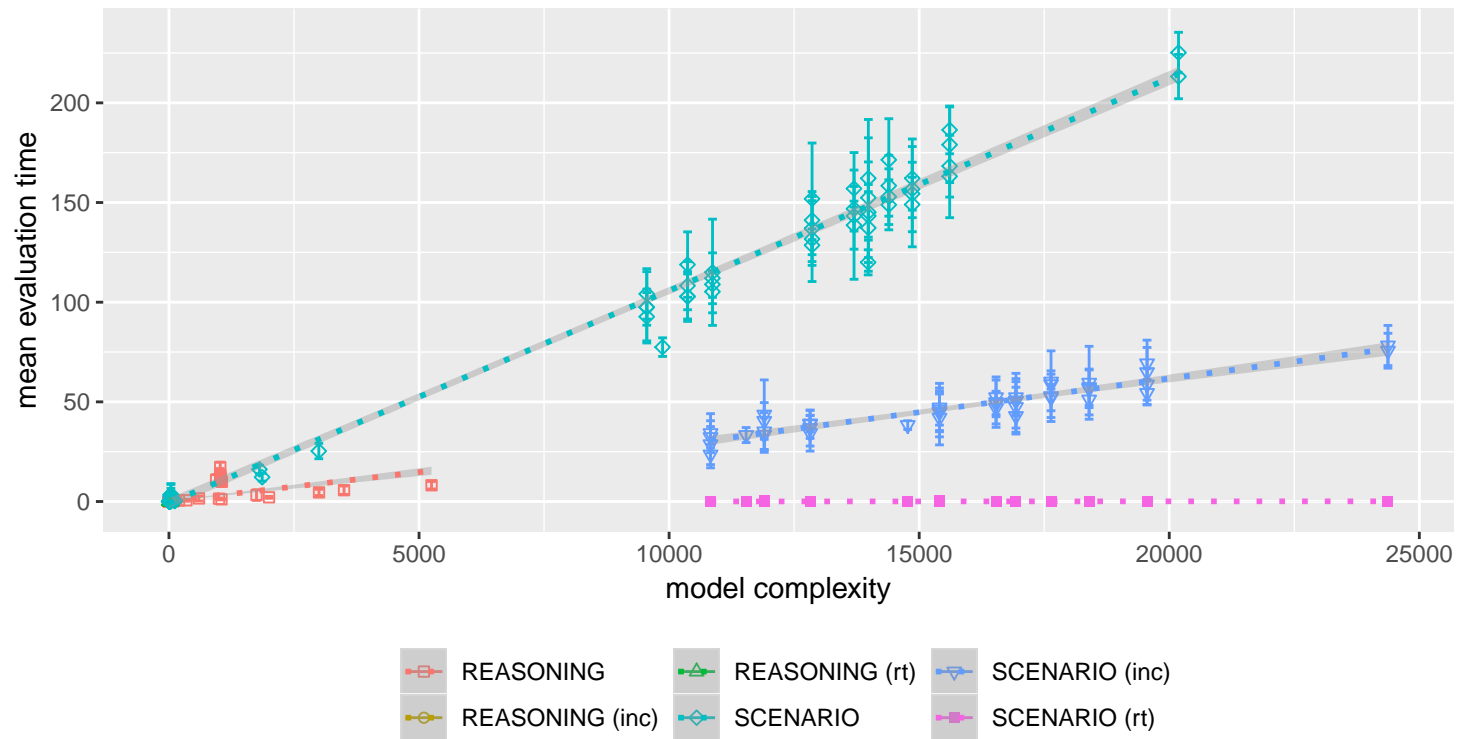 mean evaluation time
200
150
100
50
0
0 5000 10000 15000 20000 25000
model complexity
REASONING REASONING (rt) SCENARIO (inc)
REASONING (inc) SCENARIO SCENARIO (rt)